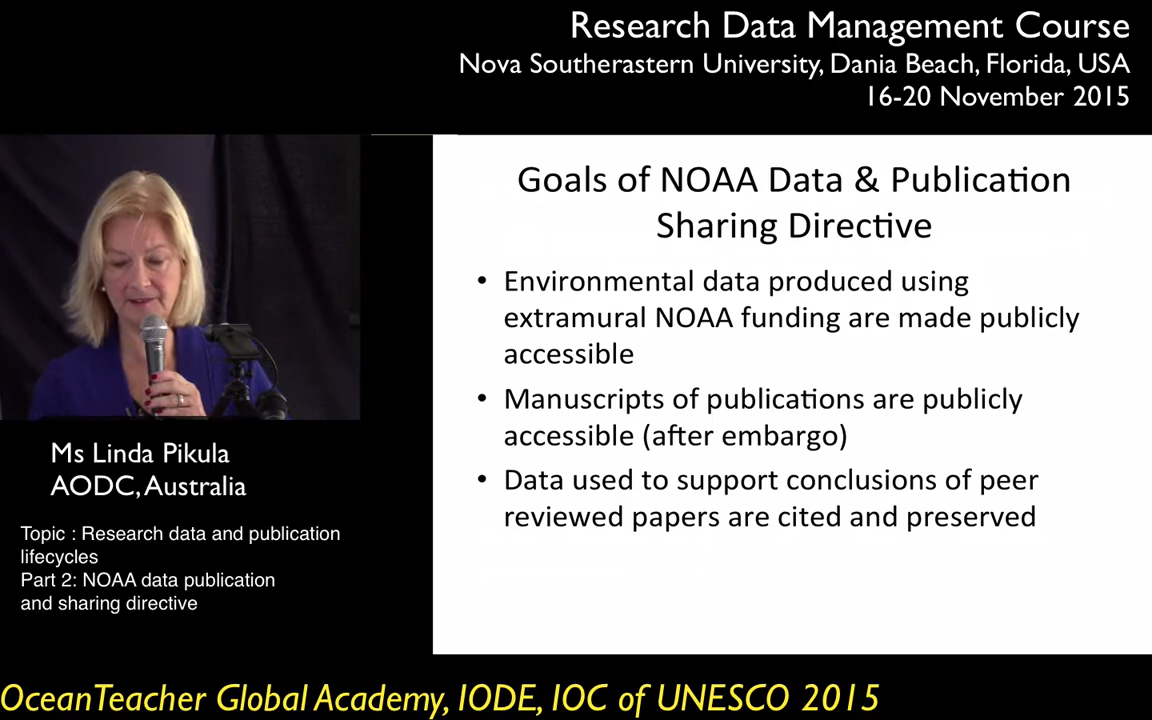 Research Data Management Course
Nova Southerastern University, Dania Beach, Florida, USA
16-20 November 2015
Goals of NOAA Data & Publication
Sharing Directive
• Environmental data produced using
extramural NOAA funding are made publicly
accessible
• Manuscripts of publications are publicly
accessible (after embargo)
• Data used to support conclusions of peer
reviewed papers are cited and preserved
Ms Linda Pikula
AODC, Australia
Topic : Research data and publication
lifecycles
Part 2: NOAA data publication
and sharing directive
OceanTeacher Global Academy, IODE, IOC of UNESCO 2015